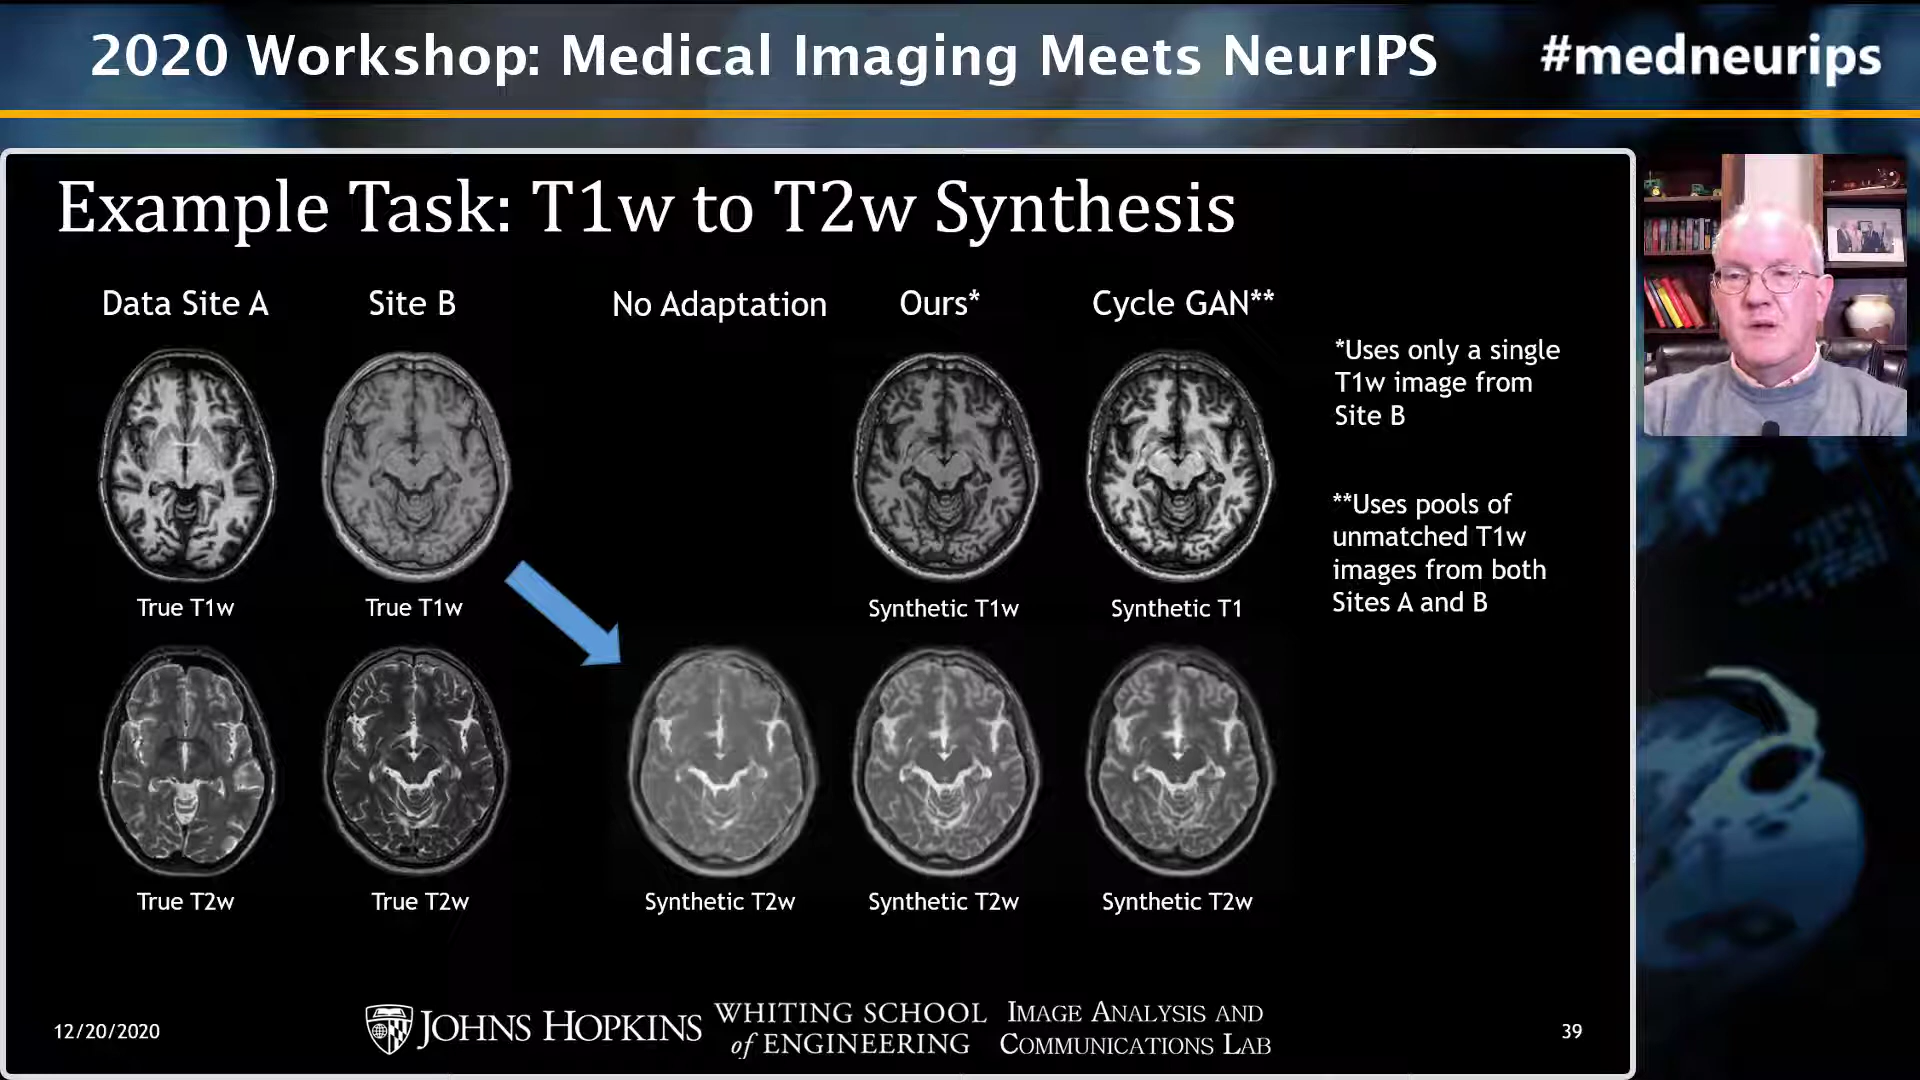 2020 Workshop: Medical Imaging Meets NeurIPS
#medneurips
Example Task: T1w to T2w Synthesis
Data Site A
Site B
No Adaptation
Ours*
Cycle GAN**
*Uses only a single
T1w image from
Site B
**Uses pools of
unmatched T1w
images from both
Sites A and B
True T1w
True T1w
Synthetic T1w
Synthetic T1
True T2w
True T2w
Synthetic T2w
Synthetic T2w
Synthetic T2w
12/20/2020
JOHNS HOPKINS
WHITING SCHOOL
of ENGINEERING
IMAGE ANALYSIS AND
COMMUNICATIONS LAB
39